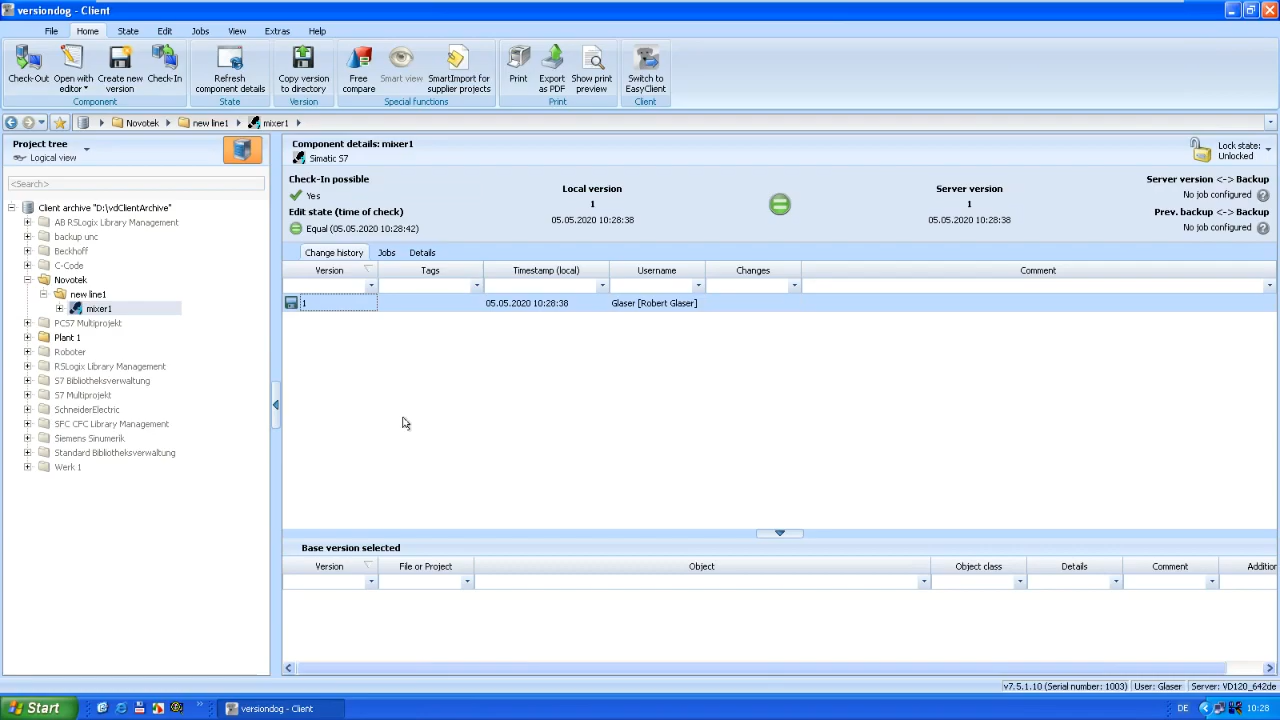 versiondog - Client
File Home State Edit Jobs View Extras Help
Check-Out Open with editor Create new version Check-In Refresh component details Copy version to directory Free compare Smart view SmartImport for supplier projects Print Export as PDF Show print preview Switch to EasyClient
Component State Version Special functions Print Client
Novotek new line1 mixer1
Project tree
Logical view
<Search>
Client archive "D:\vdClientArchive"
AB RSLogix Library Management
backup unc
Beckhoff
C-Code
Novotek
new line1
mixer1
PCS7 Multiprojekt
Plant 1
Roboter
RSLogix Library Management
S7 Bibliotheksverwaltung
S7 Multiprojekt
SchneiderElectric
SFC CFC Library Management
Siemens Sinumerik
Standard Bibliotheksverwaltung
Werk 1
Component details: mixer1
Simatic S7
Lock state:
Unlocked
Check-In possible
Yes
Edit state (time of check)
Equal (05.05.2020 10:28:42)
Local version
1
05.05.2020 10:28:38
Server version
1
05.05.2020 10:28:38
Server version <-> Backup
No job configured
Prev. backup <-> Backup
No job configured
Change history Jobs Details
Version Tags Timestamp (local) Username Changes Comment
1 05.05.2020 10:28:38 Glaser [Robert Glaser]
Base version selected
Version File or Project Object Object class Details Comment Addition
v7.5.1.10 (Serial number: 1003) User: Glaser Server: VD120_642de
Start versiondog - Client DE 10:28